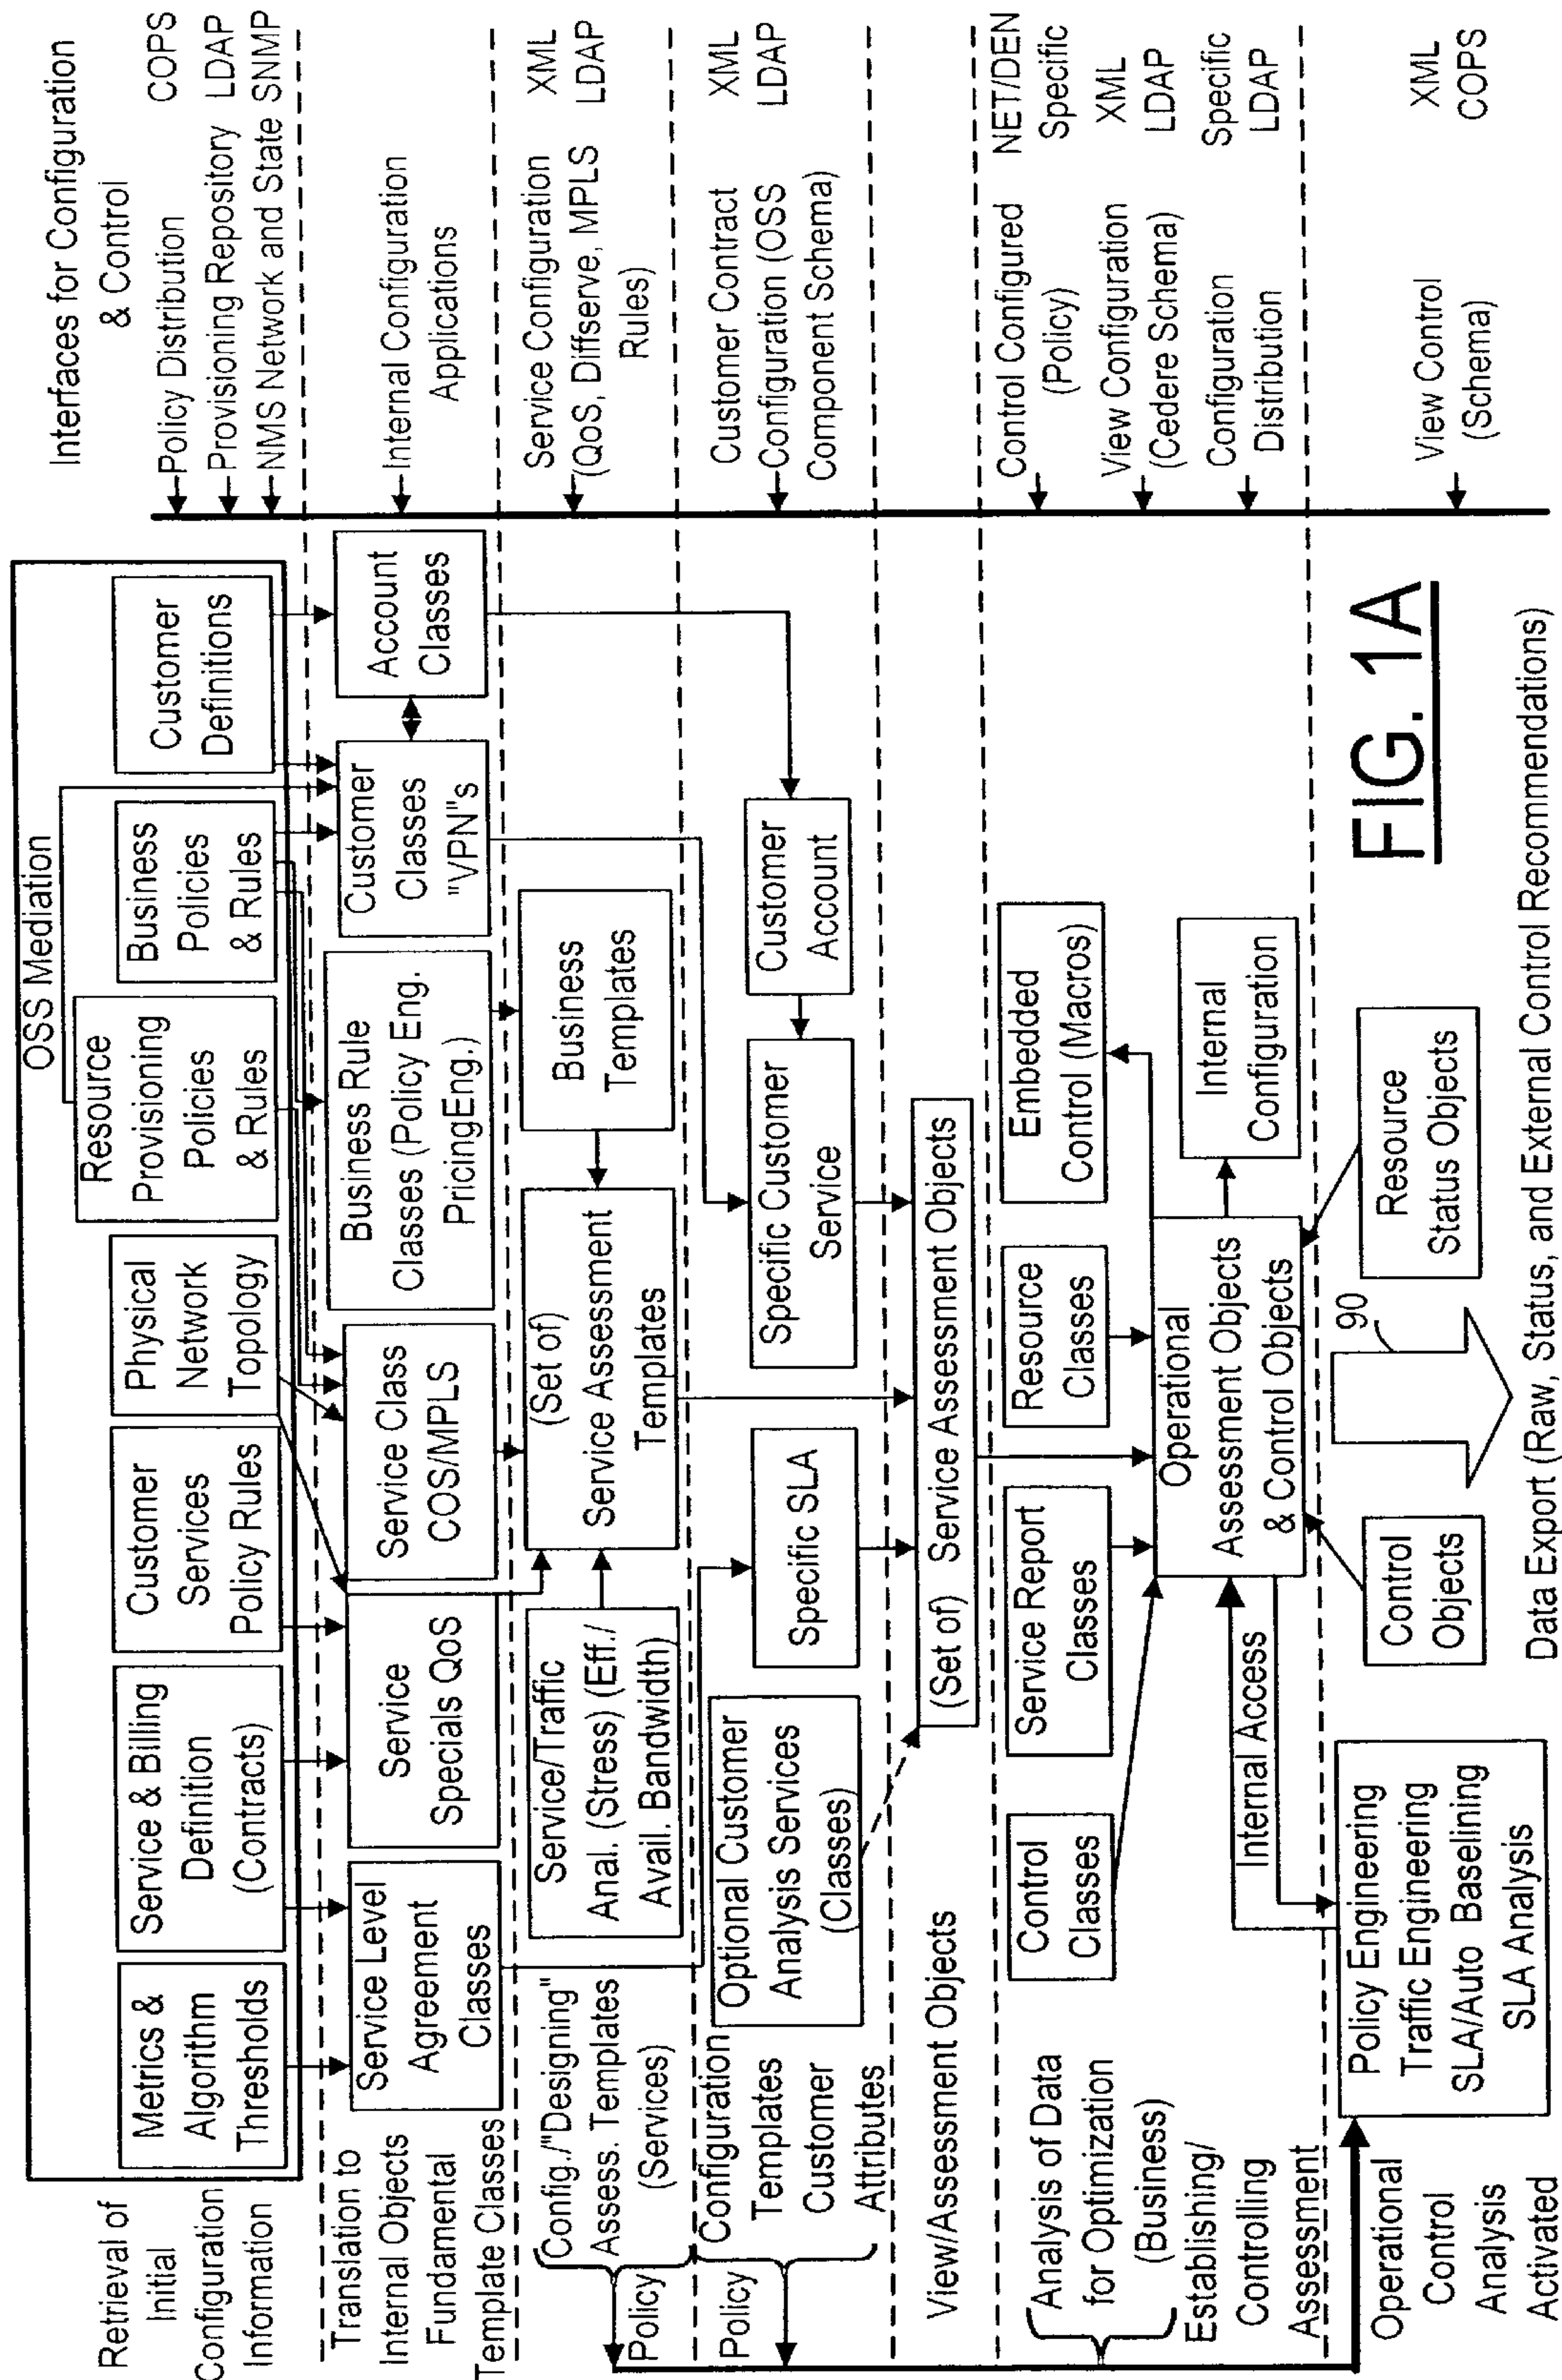 Interfaces for Configuration
& Control
Policy Distribution COPS
Provisioning Repository LDAP
NMS Network and State SNMP
Internal Configuration
Applications
Service Configuration XML
(QoS, Diffserve, MPLS LDAP
Rules)
Customer Contract XML
Configuration (OSS LDAP
Component Schema)
Control Configured NET/DEN
(Policy) Specific
View Configuration XML
(Cedere Schema) LDAP
Configuration Specific
Distribution LDAP
View Control XML
(Schema) COPS
OSS Mediation
Metrics &
Algorithm
Thresholds
Service & Billing
Definition
(Contracts)
Customer
Services
Policy Rules
Physical
Network
Topology
Resource
Provisioning
Policies
& Rules
Business
Policies
& Rules
Customer
Definitions
Service Level
Agreement
Classes
Service
Specials QoS
Service Class
COS/MPLS
Business Rule
Classes (Policy Eng.
PricingEng.)
Customer
Classes
"VPN"s
Account
Classes
Service/Traffic
Anal. (Stress) (Eff./
Avail. Bandwidth)
(Set of)
Service Assessment
Templates
Business
Templates
Optional Customer
Analysis Services
(Classes)
Specific SLA
Specific Customer
Service
Customer
Account
(Set of) Service Assessment Objects
Control
Classes
Service Report
Classes
Resource
Classes
Embedded
Control (Macros)
Internal Access
Operational
Assessment Objects
& Control Objects
Internal
Configuration
Policy Engineering
Traffic Engineering
SLA/Auto Baselining
SLA Analysis
Control
Objects
90
Resource
Status Objects
Data Export (Raw, Status, and External Control Recommendations)
Retrieval of
Initial
Configuration
Information
Translation to
Internal Objects
Fundamental
Template Classes
Config./"Designing"
Assess. Templates
(Services)
Policy
Configuration
Templates
Customer
Attributes
Policy
View/Assessment Objects
Analysis of Data
for Optimization
(Business)
Establishing/
Controlling
Assessment
Operational
Control
Analysis
Activated
FIG. 1A